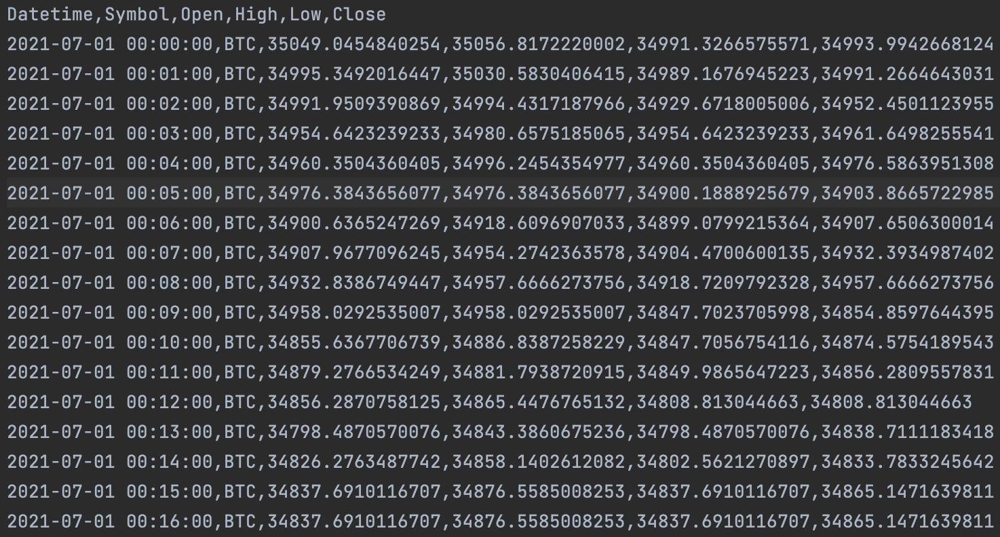 Datetime,Symbol,Open,High,Low,Close
2021-07-01 00:00:00,BTC,35049.0454840254,35056.8172220002,34991.3266575571,34993.9942668124
2021-07-01 00:01:00,BTC,34995.3492016447,35030.5830406415,34989.1676945223,34991.2664643031
2021-07-01 00:02:00,BTC,34991.9509390869,34994.4317187966,34929.6718005006,34952.4501123955
2021-07-01 00:03:00,BTC,34954.6423239233,34980.6575185065,34954.6423239233,34961.6498255541
2021-07-01 00:04:00,BTC,34960.3504360405,34996.2454354977,34960.3504360405,34976.5863951308
2021-07-01 00:05:00,BTC,34976.3843656077,34976.3843656077,34900.1888925679,34903.8665722985
2021-07-01 00:06:00,BTC,34900.6365247269,34918.6096907033,34899.0799215364,34907.6506300014
2021-07-01 00:07:00,BTC,34907.9677096245,34954.2742363578,34904.4700600135,34932.3934987402
2021-07-01 00:08:00,BTC,34932.8386749447,34957.6666273756,34918.7209792328,34957.6666273756
2021-07-01 00:09:00,BTC,34958.0292535007,34958.0292535007,34847.7023705998,34854.8597644395
2021-07-01 00:10:00,BTC,34855.6367706739,34886.8387258229,34847.7056754116,34874.5754189543
2021-07-01 00:11:00,BTC,34879.2766534249,34881.7938720915,34849.9865647223,34856.2809557831
2021-07-01 00:12:00,BTC,34856.2870758125,34865.4476765132,34808.813044663,34808.813044663
2021-07-01 00:13:00,BTC,34798.4870570076,34843.3860675236,34798.4870570076,34838.7111183418
2021-07-01 00:14:00,BTC,34826.2763487742,34858.1402612082,34802.5621270897,34833.7833245642
2021-07-01 00:15:00,BTC,34837.6910116707,34876.5585008253,34837.6910116707,34865.1471639811
2021-07-01 00:16:00,BTC,34837.6910116707,34876.5585008253,34837.6910116707,34865.1471639811